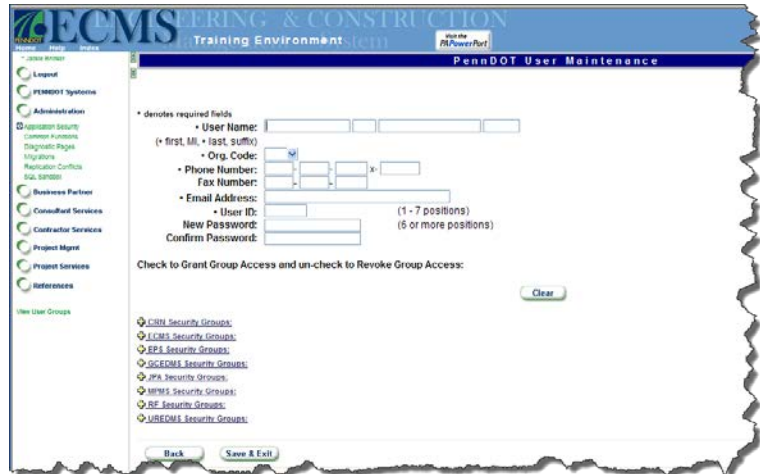 ECMS
ENGINEERING & CONSTRUCTION
Training Environment
Visit the
PAPowerPort
PENNDOT
Home Help Index
PennDOT User Maintenance
Logout
PENNDOT Systems
Administration
Application Security
Common Functions
Diagnostic Pages
Migrations
Replication Conflicts
SQL Sandbox
Business Partner
Consultant Services
Contractor Services
Project Mgmt
Project Services
References
View User Groups
• denotes required fields
• User Name:
(• first, MI, • last, suffix)
• Org. Code:
• Phone Number: - - x-
Fax Number: - -
• Email Address:
• User ID: (1 - 7 positions)
New Password: (6 or more positions)
Confirm Password:
Check to Grant Group Access and un-check to Revoke Group Access:
Clear
CRN Security Groups:
ECMS Security Groups:
EPS Security Groups:
GCEDMS Security Groups:
JPA Security Groups:
MPMS Security Groups:
RF Security Groups:
UREDMS Security Groups:
Back Save & Exit